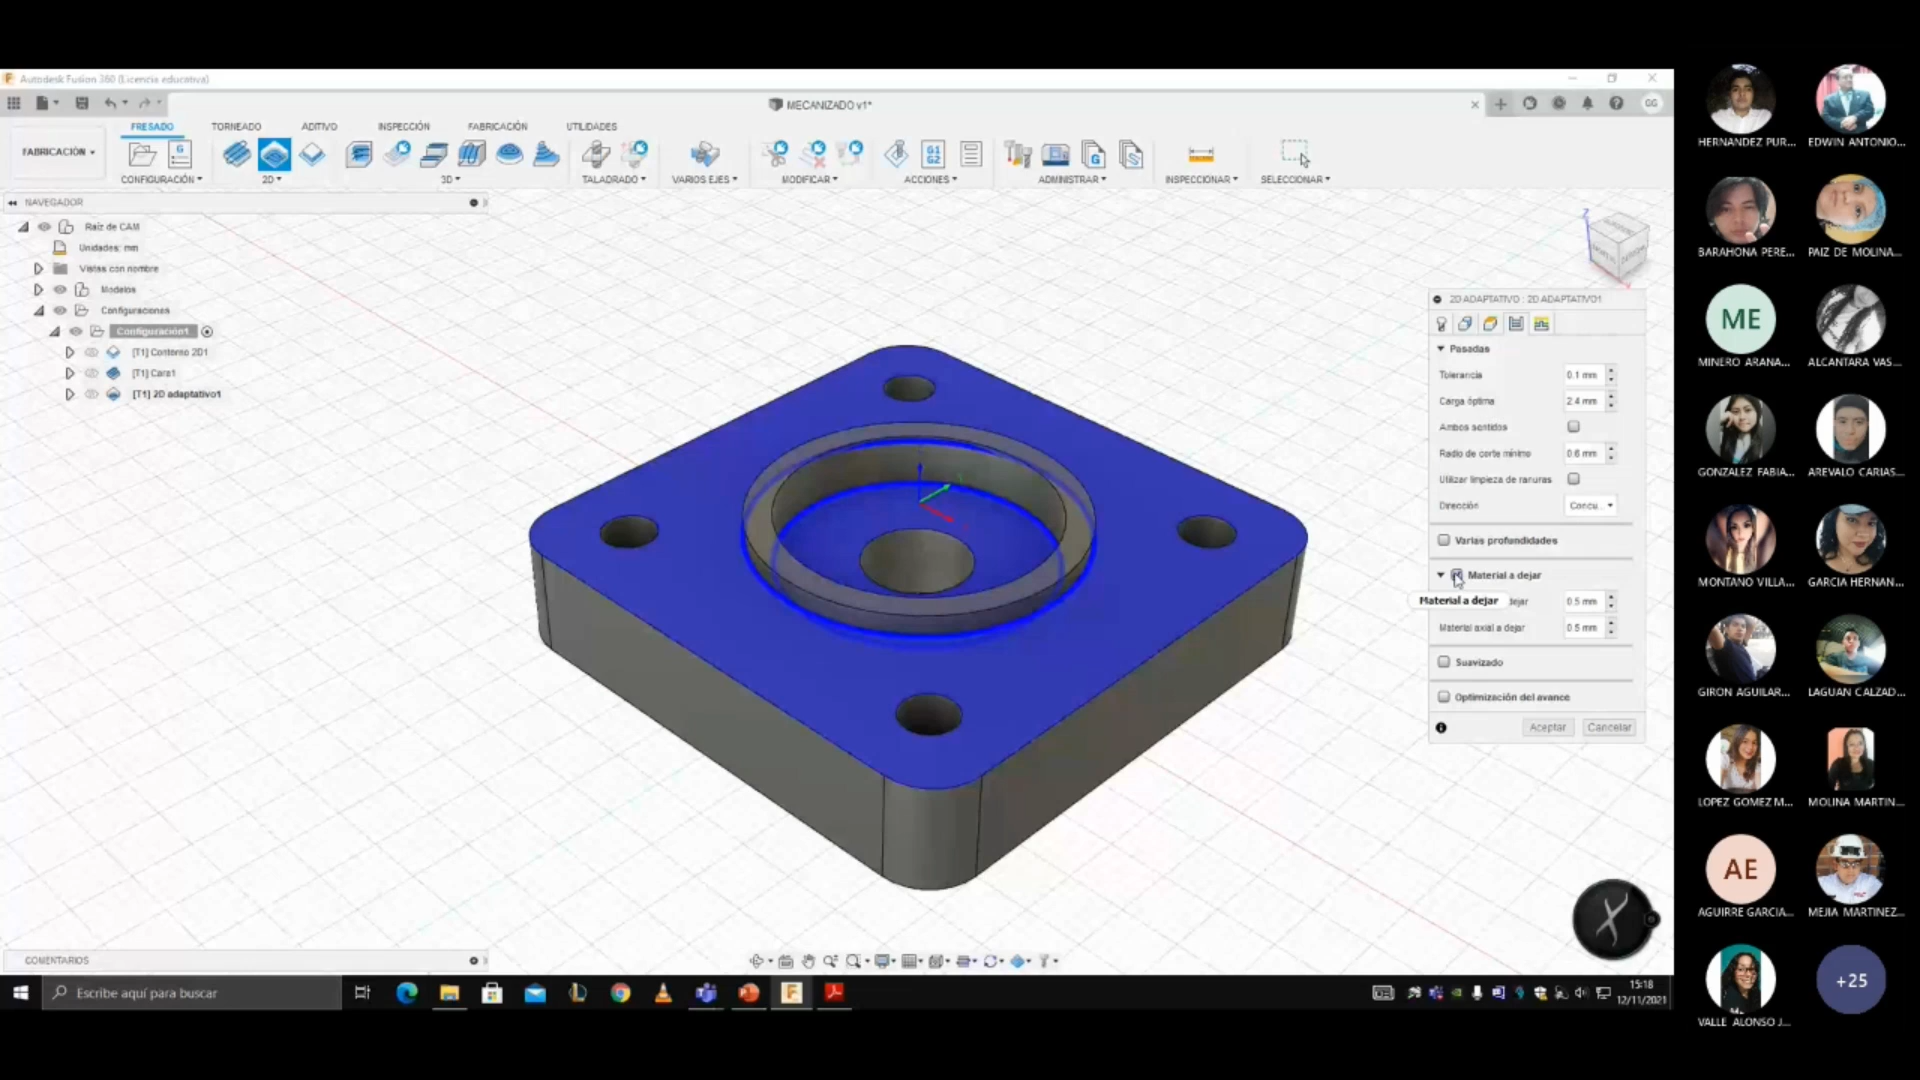 Autodesk Fusion 360 (Licencia educativa)
MECANIZADO v1*
GG
FABRICACIÓN
FRESADO
TORNEADO
ADITIVO
INSPECCIÓN
FABRICACIÓN
UTILIDADES
G
G1
G2
G
CONFIGURACIÓN
2D
3D
TALADRADO
VARIOS EJES
MODIFICAR
ACCIONES
ADMINISTRAR
INSPECCIONAR
SELECCIONAR
NAVEGADOR
Raíz de CAM
Unidades: mm
Vistas con nombre
Modelos
Configuraciones
Configuración1
[T1] Contorno 2D1
[T1] Cara1
[T1] 2D adaptativo1
Z
2D ADAPTATIVO : 2D ADAPTATIVO1
Pasadas
Tolerancia 0.1 mm
Carga óptima 2.4 mm
Ambos sentidos
Radio de corte mínimo 0.6 mm
Utilizar limpieza de ranuras
Dirección Concu...
Varias profundidades
Material a dejar
Material a dejar
dejar 0.5 mm
Material axial a dejar 0.5 mm
Suavizado
Optimización del avance
Aceptar Cancelar
COMENTARIOS
Escribe aquí para buscar
15:18
12/11/2021
HERNANDEZ PUR...
EDWIN ANTONIO...
BARAHONA PERE...
PAIZ DE MOLINA...
ME
MINERO ARANA...
ALCANTARA VAS...
GONZALEZ FABIA...
AREVALO CARIAS...
MONTANO VILLA...
GARCIA HERNAN...
GIRON AGUILAR...
LAGUAN CALZAD...
LOPEZ GOMEZ M...
MOLINA MARTIN...
AE
AGUIRRE GARCIA...
MEJIA MARTINEZ...
VALLE ALONSO J...
+25